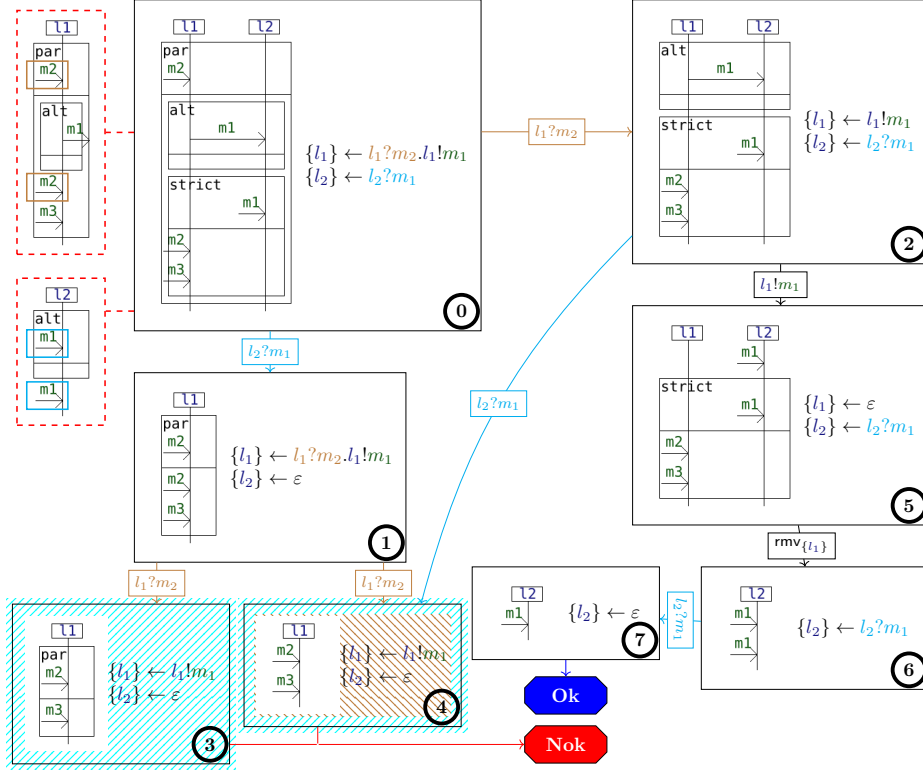 l1
par
m2
alt
m1
m2
m3
l2
alt
m1
m1
l1 l2
par
m2
alt
m1
strict
m1
m2
m3
{l₁} ← l₁?m₂.l₁!m₁
{l₂} ← l₂?m₁
0
l₁?m₂
l1 l2
alt
m1
strict
m1
m2
m3
{l₁} ← l₁!m₁
{l₂} ← l₂?m₁
2
l₂?m₁
l₂?m₁
l₁!m₁
l1
par
m2
m2
m3
{l₁} ← l₁?m₂.l₁!m₁
{l₂} ← ε
1
l1 l2
m1
strict
m1
m2
m3
{l₁} ← ε
{l₂} ← l₂?m₁
5
rmv{l₁}
l₁?m₂
l₁?m₂
l1
par
m2
m3
{l₁} ← l₁!m₁
{l₂} ← ε
3
l1
m2
m3
{l₁} ← l₁!m₁
{l₂} ← ε
4
l2
m1
{l₂} ← ε
7
l₂?m₁
l2
m1
m1
{l₂} ← l₂?m₁
6
Ok
Nok